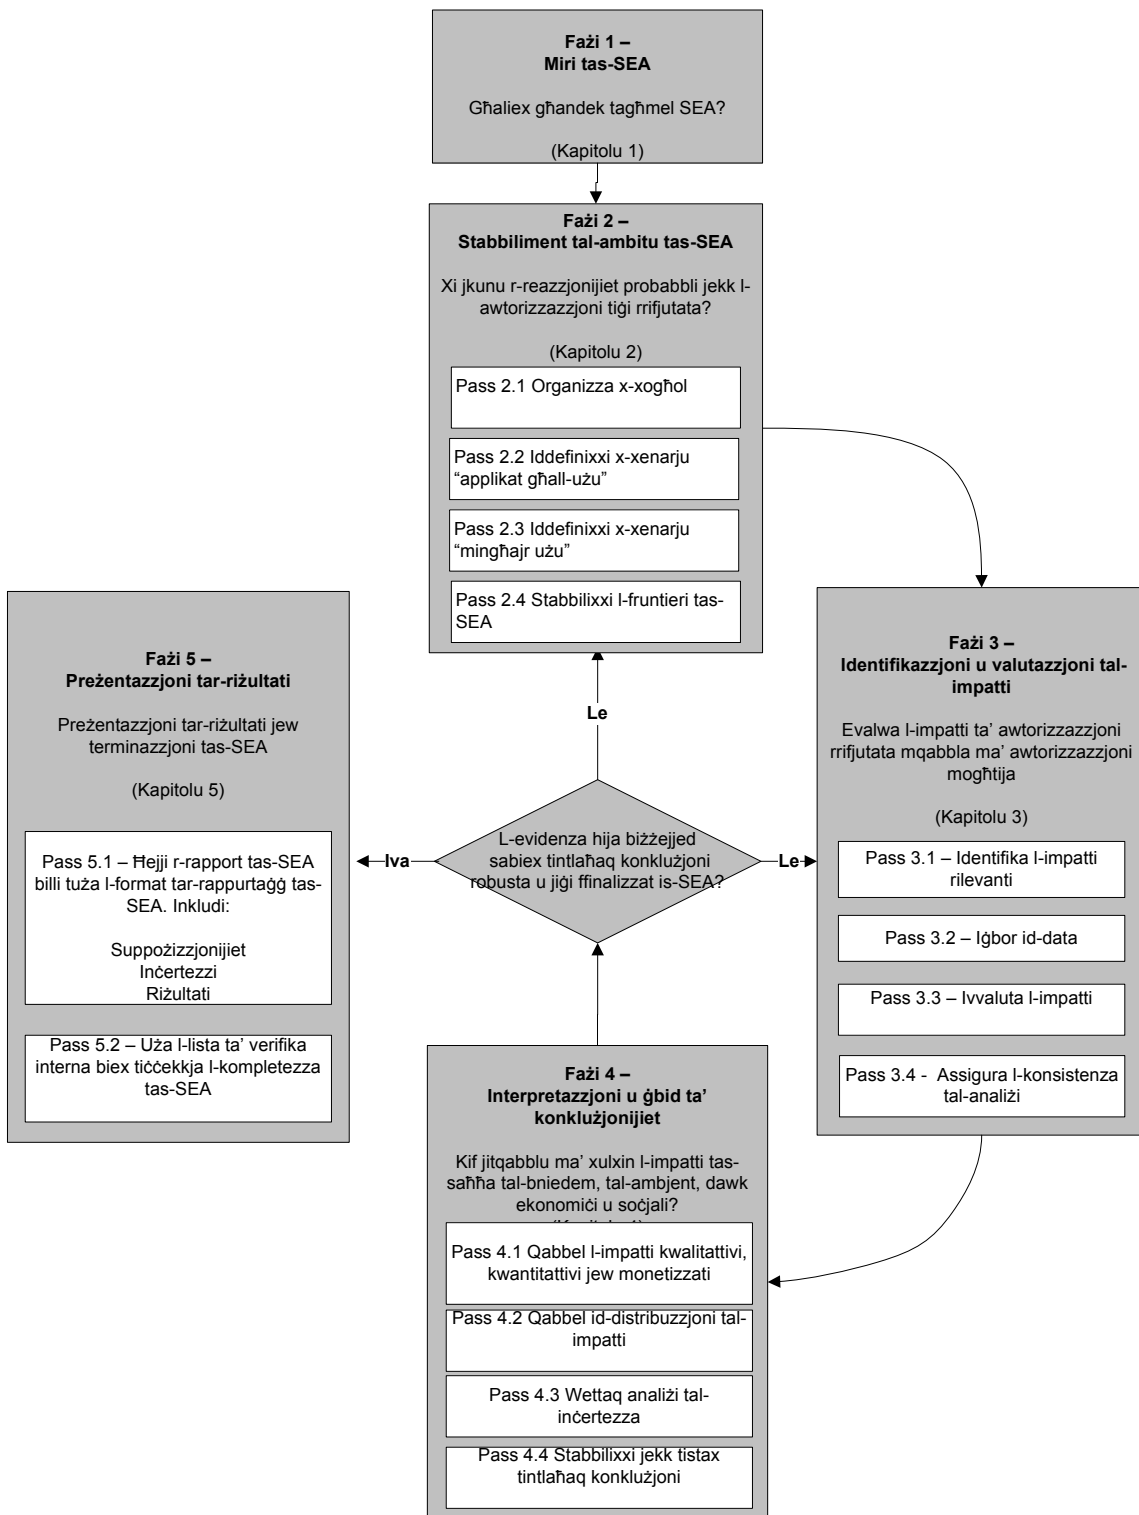 Fażi 1 –
Miri tas-SEA
Għaliex għandek tagħmel SEA?
(Kapitolu 1)
Fażi 2 –
Stabbiliment tal-ambitu tas-SEA
Xi jkunu r-reazzjonijiet probabbli jekk l-
awtorizzazzjoni tiġi rrifjutata?
(Kapitolu 2)
Pass 2.1 Organizza x-xogħol
Pass 2.2 Iddefinixxi x-xenarju
“applikat għall-użu”
Pass 2.3 Iddefinixxi x-xenarju
“mingħajr użu”
Pass 2.4 Stabbilixxi l-fruntieri tas-
SEA
Fażi 3 –
Identifikazzjoni u valutazzjoni tal-
impatti
Evalwa l-impatti ta’ awtorizzazzjoni
rrifjutata mqabbla ma’ awtorizzazzjoni
mogħtija
(Kapitolu 3)
Pass 3.1 – Identifika l-impatti
rilevanti
Pass 3.2 – Iġbor id-data
Pass 3.3 – Ivvaluta l-impatti
Pass 3.4 - Assigura l-konsistenza
tal-analiżi
Fażi 4 –
Interpretazzjoni u ġbid ta’
konklużjonijiet
Kif jitqabblu ma’ xulxin l-impatti tas-
saħħa tal-bniedem, tal-ambjent, dawk
ekonomiċi u soċjali?
Pass 4.1 Qabbel l-impatti kwalitattivi,
kwantitattivi jew monetizzati
Pass 4.2 Qabbel id-distribuzzjoni tal-
impatti
Pass 4.3 Wettaq analiżi tal-
inċertezza
Pass 4.4 Stabbilixxi jekk tistax
tintlaħaq konklużjoni
L-evidenza hija biżżejjed
sabiex tintlaħaq konklużjoni
robusta u jiġi ffinalizzat is-SEA?
Le
Le
Iva
Fażi 5 –
Preżentazzjoni tar-riżultati
Preżentazzjoni tar-riżultati jew
terminazzjoni tas-SEA
(Kapitolu 5)
Pass 5.1 – Ħejji r-rapport tas-SEA
billi tuża l-format tar-rappurtaġġ tas-
SEA. Inkludi:
Suppożizzjonijiet
Inċertezzi
Riżultati
Pass 5.2 – Uża l-lista ta’ verifika
interna biex tiċċekkja l-kompletezza
tas-SEA